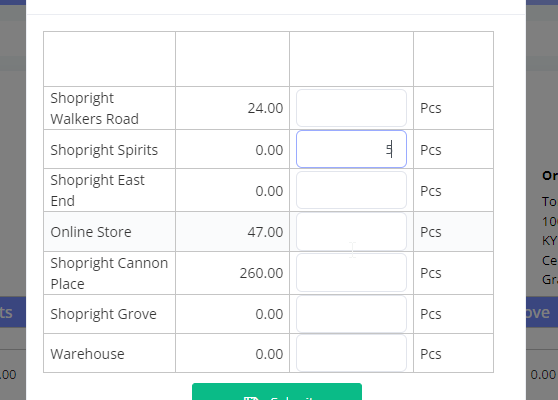 Shopright
Walkers Road 24.00 Pcs
Shopright Spirits 0.00 5 Pcs
Shopright East
End 0.00 Pcs
Online Store 47.00 Pcs
Shopright Cannon
Place 260.00 Pcs
Shopright Grove 0.00 Pcs
Warehouse 0.00 Pcs
Or
To
10
KY
Ce
Gr
ts
ove
.00
0.00